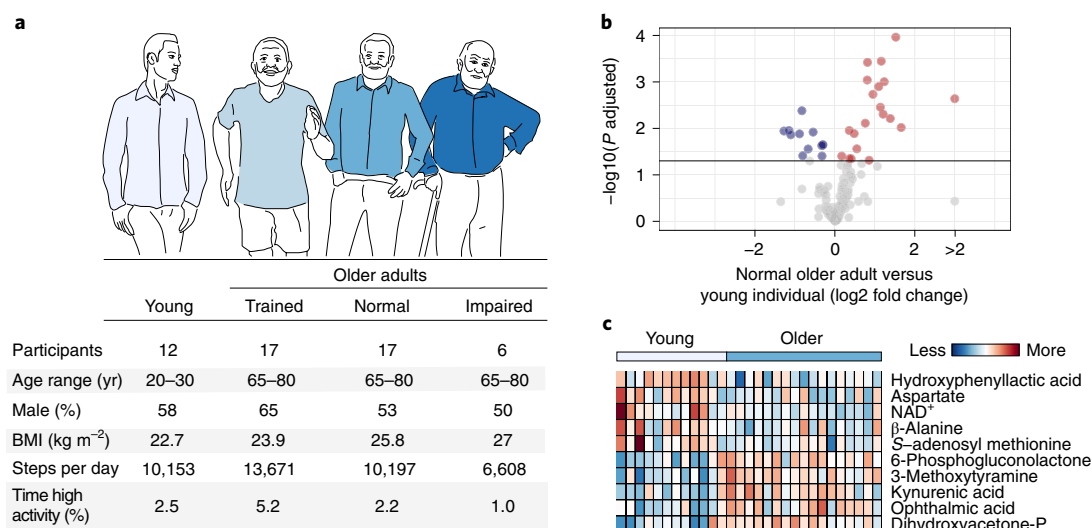 a
Older adults
Young Trained Normal Impaired
Participants 12 17 17 6
Age range (yr) 20–30 65–80 65–80 65–80
Male (%) 58 65 53 50
BMI (kg m⁻²) 22.7 23.9 25.8 27
Steps per day 10,153 13,671 10,197 6,608
Time high
activity (%) 2.5 5.2 2.2 1.0
b
4
3
2
1
0
−log10(P adjusted)
−2 0 2 >2
Normal older adult versus
young individual (log2 fold change)
c
Young Older
Less More
Hydroxyphenyllactic acid
Aspartate
NAD⁺
β-Alanine
S–adenosyl methionine
6-Phosphogluconolactone
3-Methoxytyramine
Kynurenic acid
Ophthalmic acid
Dihydroxyacetone-P